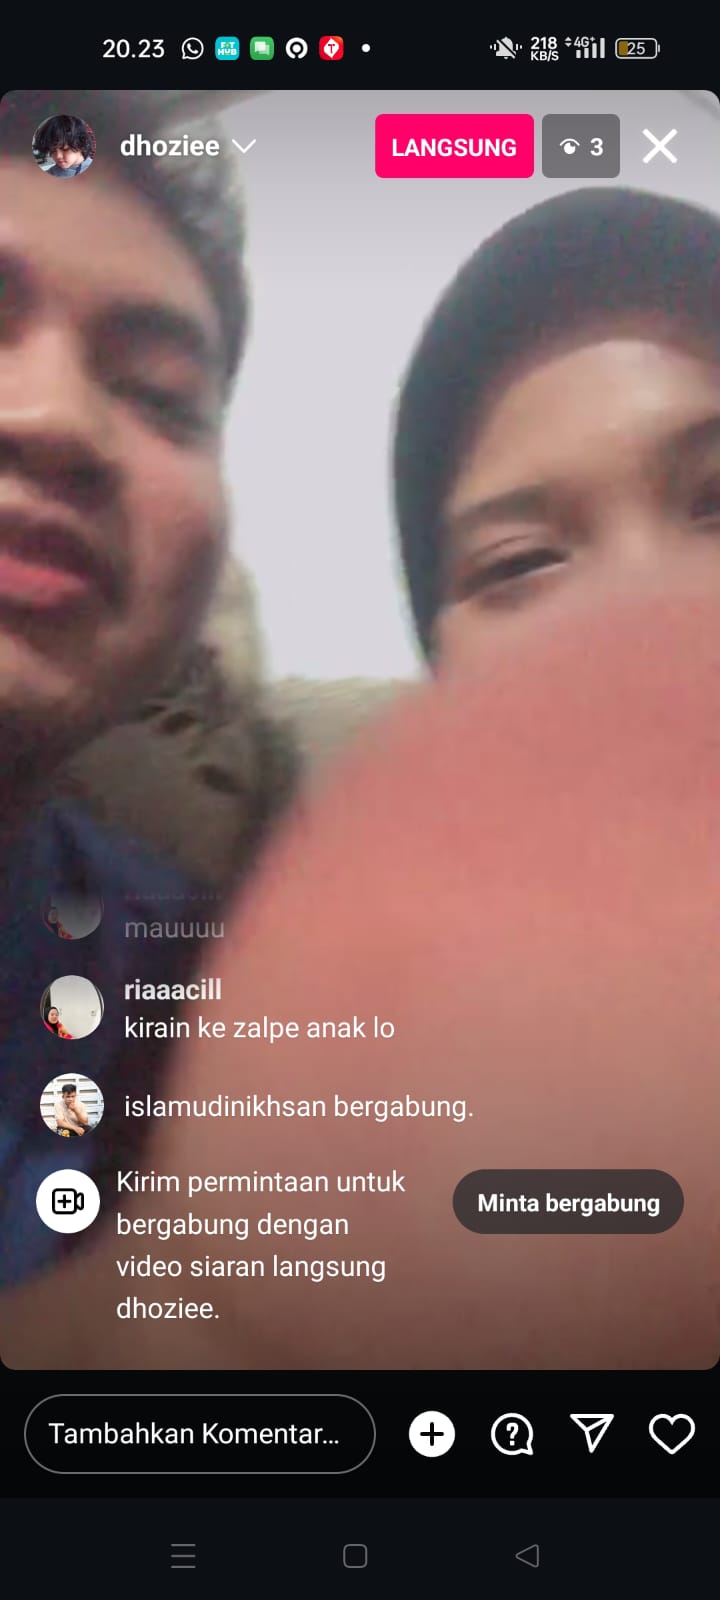 20.23
218
KB/S
4G+
25
dhoziee
LANGSUNG
3
mauuuu
riaaacill
kirain ke zalpe anak lo
islamudinikhsan bergabung.
Kirim permintaan untuk
bergabung dengan
video siaran langsung
dhoziee.
Minta bergabung
Tambahkan Komentar...